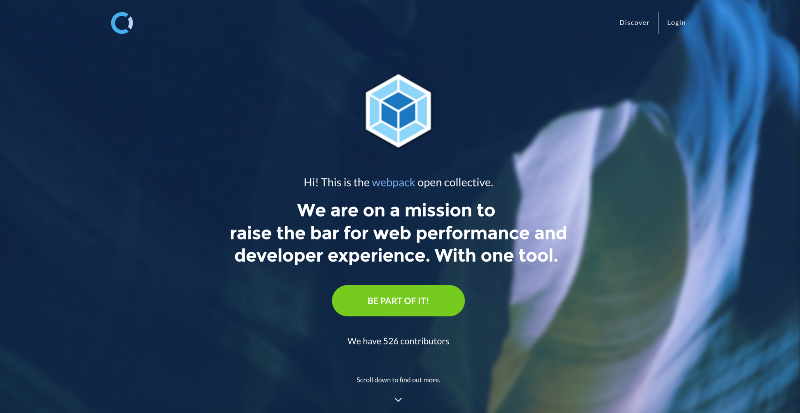 Discover
Login
Hi! This is the webpack open collective.
We are on a mission to
raise the bar for web performance and
developer experience. With one tool.
BE PART OF IT!
We have 526 contributors
Scroll down to find out more.